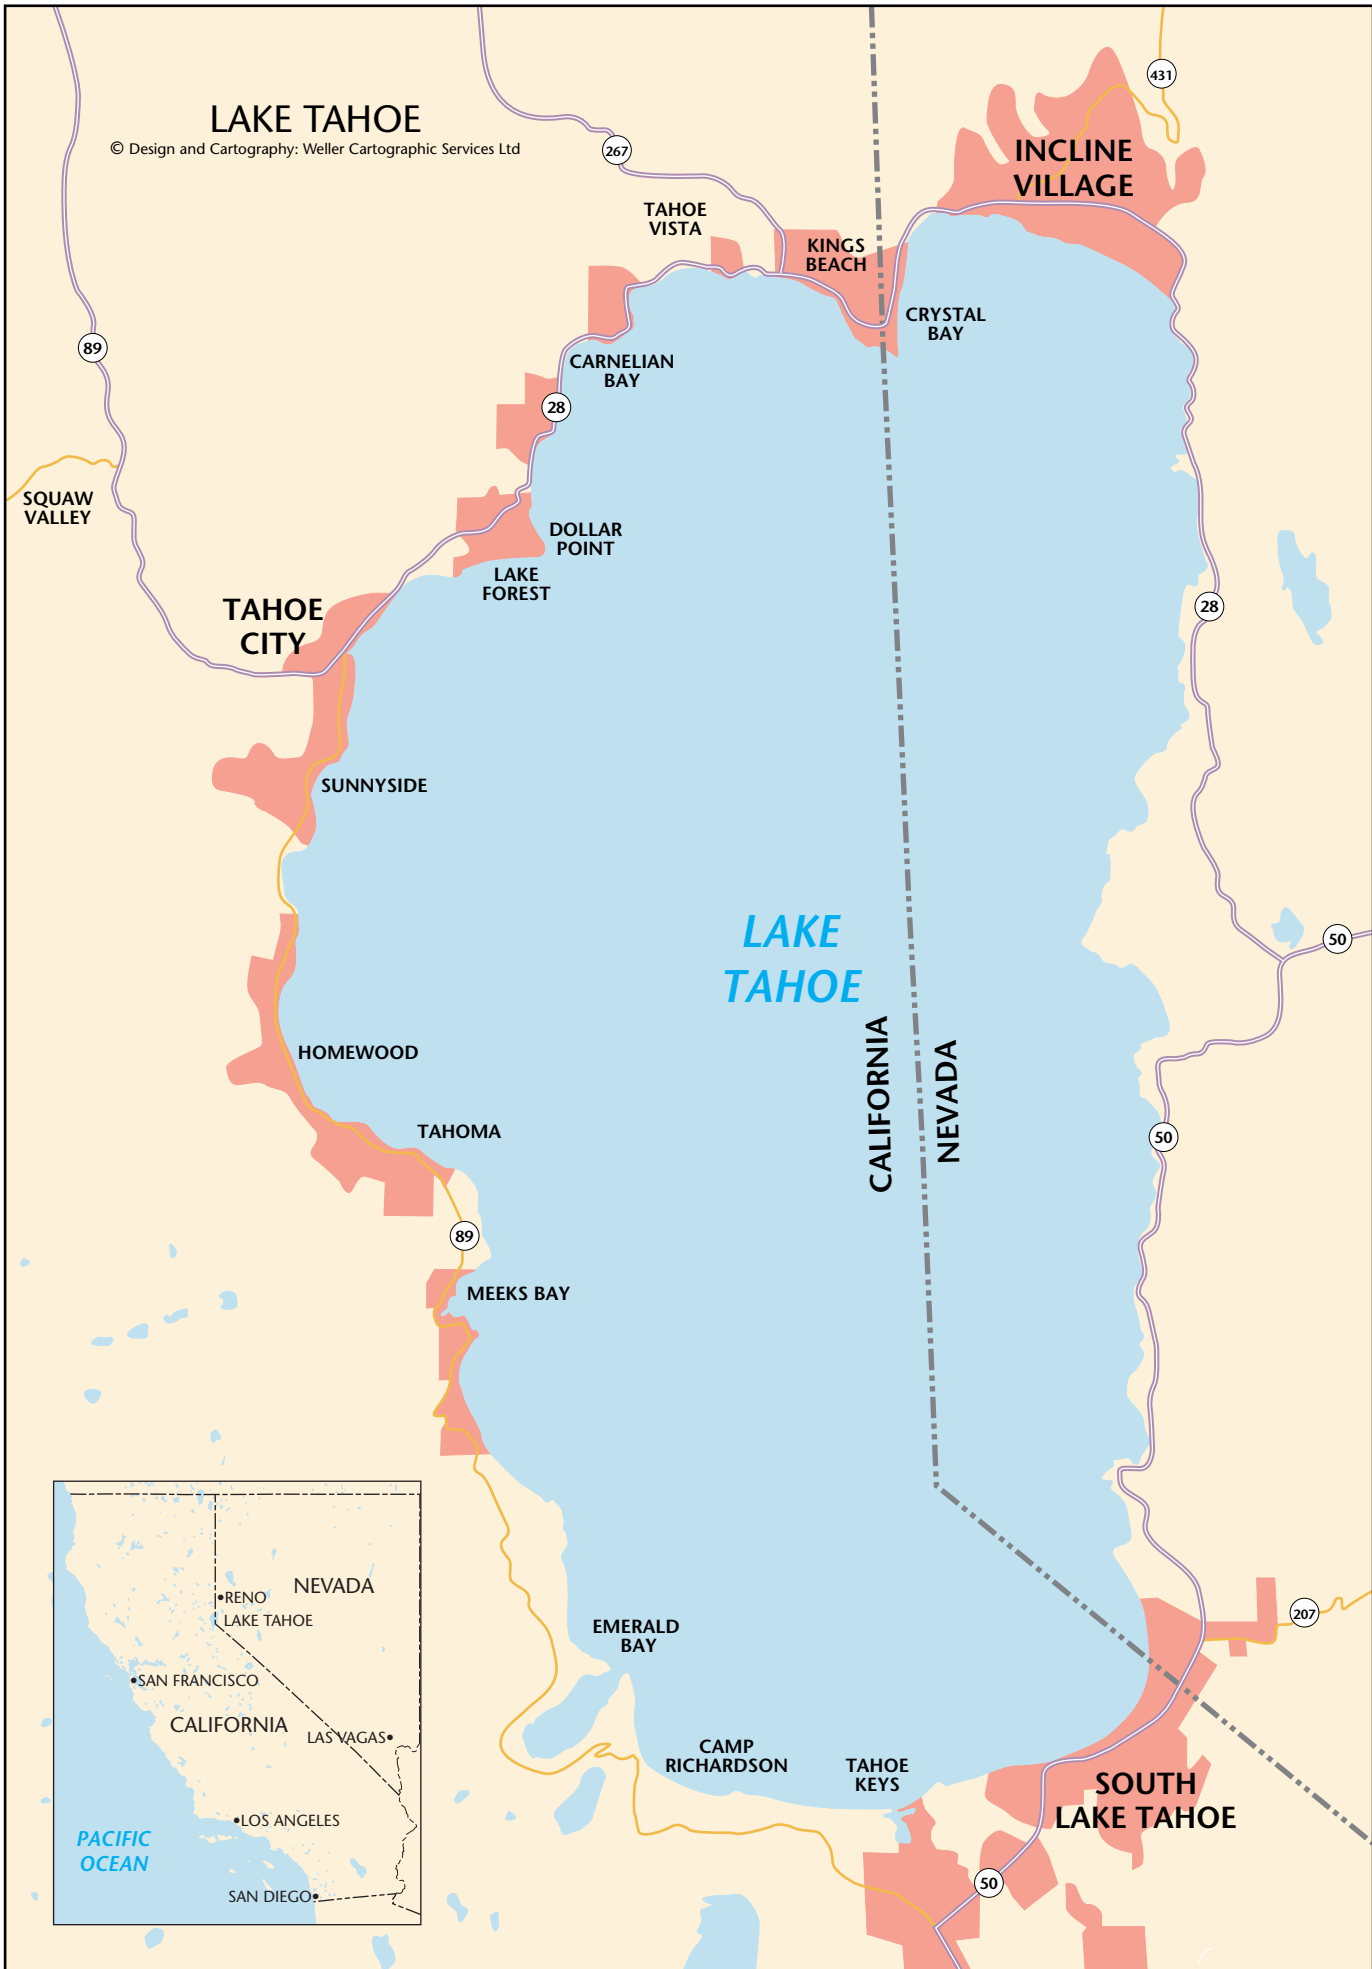 LAKE TAHOE
© Design and Cartography: Weller Cartographic Services Ltd
431
267
INCLINE
VILLAGE
TAHOE
VISTA
KINGS
BEACH
CRYSTAL
BAY
89
CARNELIAN
BAY
28
SQUAW
VALLEY
DOLLAR
POINT
LAKE
FOREST
28
TAHOE
CITY
SUNNYSIDE
LAKE
TAHOE
50
CALIFORNIA
NEVADA
HOMEWOOD
TAHOMA
50
89
MEEKS BAY
NEVADA
RENO
LAKE TAHOE
SAN FRANCISCO
CALIFORNIA
LAS VAGAS
LOS ANGELES
PACIFIC
OCEAN
SAN DIEGO
207
EMERALD
BAY
CAMP
RICHARDSON
TAHOE
KEYS
SOUTH
LAKE TAHOE
50